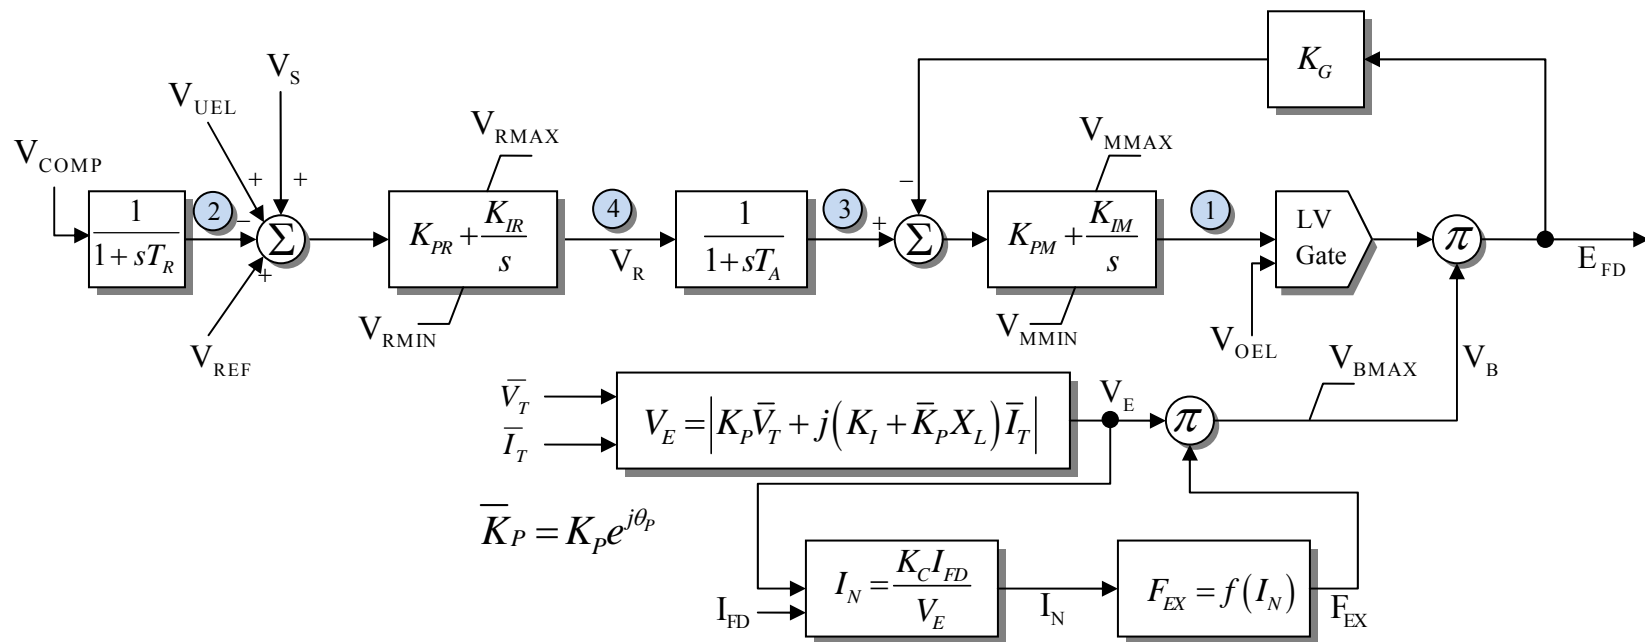 V_S
K_G
V_UEL
V_RMAX
V_MMAX
V_COMP
+ + −
1/(1 + sT_R)
2
−
Σ
+
K_PR + K_IR/s
4
V_R
1/(1 + sT_A)
3
+
Σ
K_PM + K_IM/s
1
LV
Gate
π
E_FD
V_REF
V_RMIN
V_MMIN
V_OEL
V_BMAX
V_B
V̄_T
Ī_T
V_E = |K_P V̄_T + j(K_I + K̄_P X_L) Ī_T|
V_E
π
K̄_P = K_P e^{jθ_P}
I_FD
I_N = K_C I_FD / V_E
I_N
F_EX = f(I_N)
F_EX